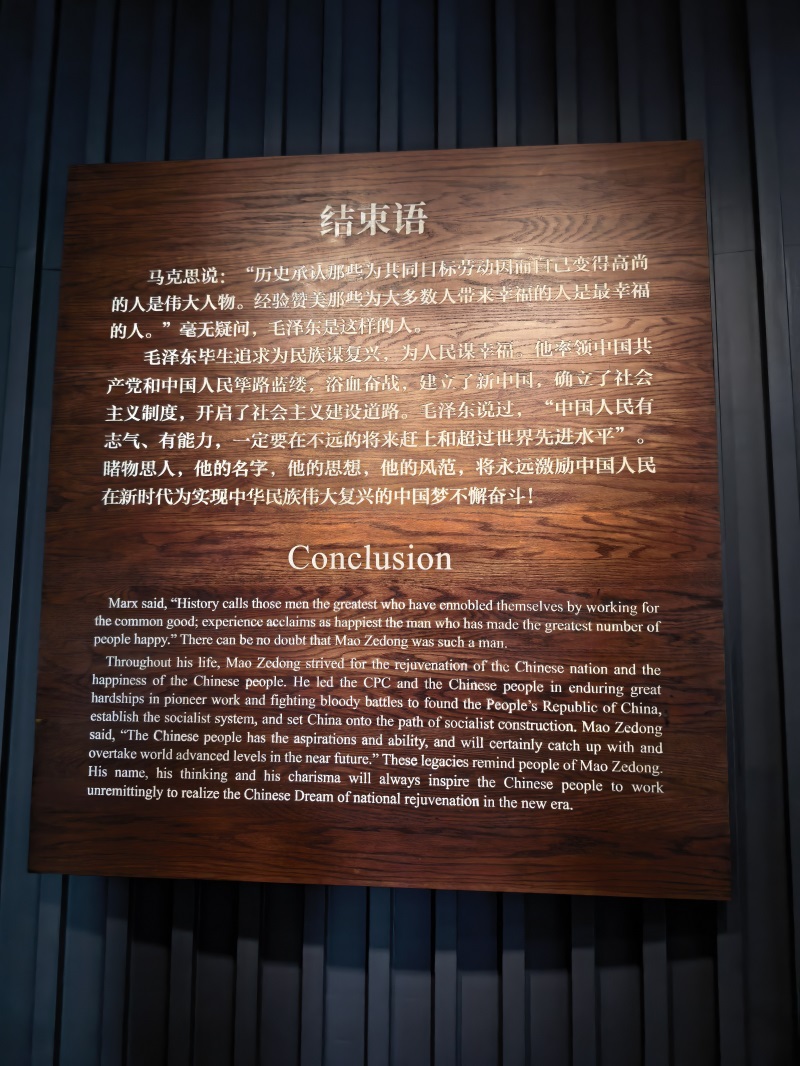 结束语
马克思说：“历史承认那些为共同目标劳动因而自己变得高尚
的人是伟大人物。经验赞美那些为大多数人带来幸福的人是最幸福
的人。”毫无疑问，毛泽东是这样的人。
毛泽东毕生追求为民族谋复兴，为人民谋幸福。他率领中国共
产党和中国人民筚路蓝缕，浴血奋战，建立了新中国，确立了社会
主义制度，开启了社会主义建设道路。毛泽东说过，“中国人民有
志气、有能力，一定要在不远的将来赶上和超过世界先进水平”。
睹物思人，他的名字，他的思想，他的风范，将永远激励中国人民
在新时代为实现中华民族伟大复兴的中国梦不懈奋斗！
Conclusion
Marx said, “History calls those men the greatest who have ennobled themselves by working for
the common good; experience acclaims as happiest the man who has made the greatest number of
people happy.” There can be no doubt that Mao Zedong was such a man.
Throughout his life, Mao Zedong strived for the rejuvenation of the Chinese nation and the
happiness of the Chinese people. He led the CPC and the Chinese people in enduring great
hardships in pioneer work and fighting bloody battles to found the People’s Republic of China,
establish the socialist system, and set China onto the path of socialist construction. Mao Zedong
said, “The Chinese people has the aspirations and ability, and will certainly catch up with and
overtake world advanced levels in the near future.” These legacies remind people of Mao Zedong.
His name, his thinking and his charisma will always inspire the Chinese people to work
unremittingly to realize the Chinese Dream of national rejuvenation in the new era.